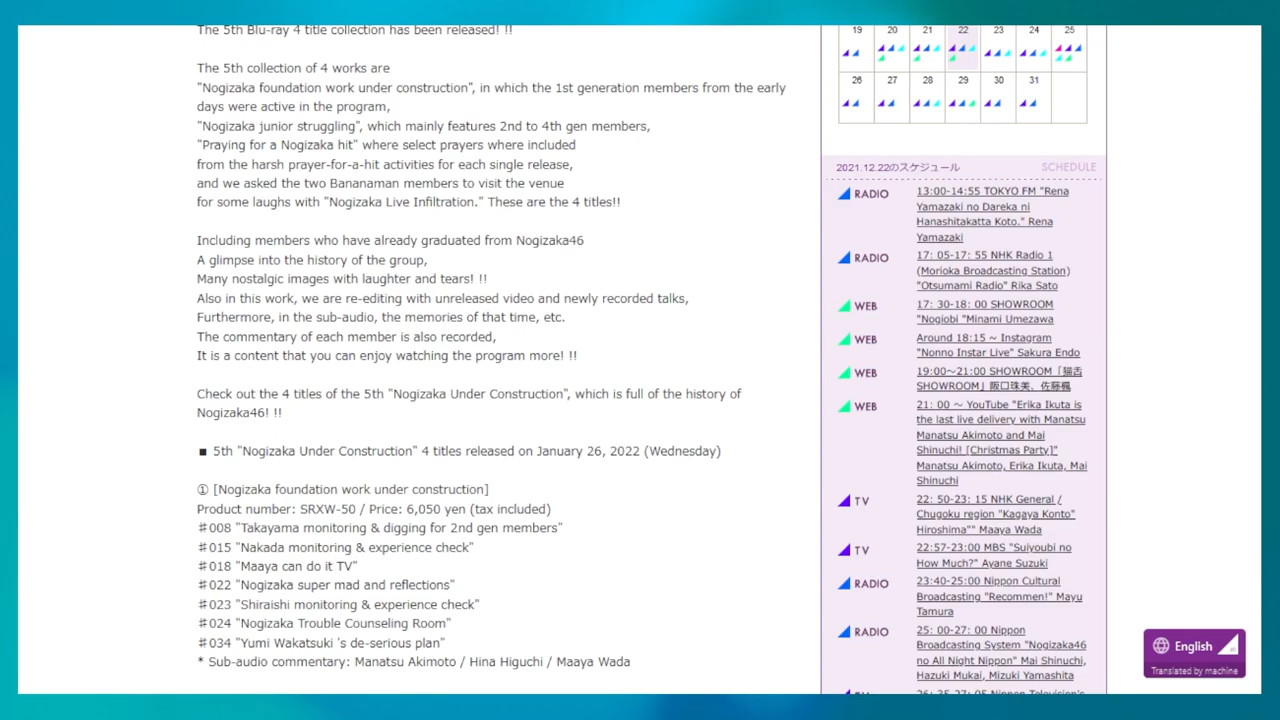 The 5th Blu-ray 4 title collection has been released! !!
The 5th collection of 4 works are
"Nogizaka foundation work under construction", in which the 1st generation members from the early
days were active in the program,
"Nogizaka junior struggling", which mainly features 2nd to 4th gen members,
"Praying for a Nogizaka hit" where select prayers where included
from the harsh prayer-for-a-hit activities for each single release,
and we asked the two Bananaman members to visit the venue
for some laughs with "Nogizaka Live Infiltration." These are the 4 titles!!
Including members who have already graduated from Nogizaka46
A glimpse into the history of the group,
Many nostalgic images with laughter and tears! !!
Also in this work, we are re-editing with unreleased video and newly recorded talks,
Furthermore, in the sub-audio, the memories of that time, etc.
The commentary of each member is also recorded,
It is a content that you can enjoy watching the program more! !!
Check out the 4 titles of the 5th "Nogizaka Under Construction", which is full of the history of
Nogizaka46! !!
■ 5th "Nogizaka Under Construction" 4 titles released on January 26, 2022 (Wednesday)
① [Nogizaka foundation work under construction]
Product number: SRXW-50 / Price: 6,050 yen (tax included)
♯008 "Takayama monitoring & digging for 2nd gen members"
♯015 "Nakada monitoring & experience check"
♯018 "Maaya can do it TV"
♯022 "Nogizaka super mad and reflections"
♯023 "Shiraishi monitoring & experience check"
♯024 "Nogizaka Trouble Counseling Room"
♯034 "Yumi Wakatsuki 's de-serious plan"
* Sub-audio commentary: Manatsu Akimoto / Hina Higuchi / Maaya Wada
19 20 21 22 23 24 25
26 27 28 29 30 31
2021.12.22のスケジュール SCHEDULE
RADIO 13:00-14:55 TOKYO FM "Rena
Yamazaki no Dareka ni
Hanashitakatta Koto." Rena
Yamazaki
RADIO 17: 05-17: 55 NHK Radio 1
(Morioka Broadcasting Station)
"Otsumami Radio" Rika Sato
WEB 17: 30-18: 00 SHOWROOM
"Nogiobi "Minami Umezawa
WEB Around 18:15 ~ Instagram
"Nonno Instar Live" Sakura Endo
WEB 19:00～21:00 SHOWROOM「猫舌
SHOWROOM」阪口珠美、佐藤楓
WEB 21: 00 ～ YouTube "Erika Ikuta is
the last live delivery with Manatsu
Manatsu Akimoto and Mai
Shinuchi! [Christmas Party]"
Manatsu Akimoto, Erika Ikuta, Mai
Shinuchi
TV 22: 50-23: 15 NHK General /
Chugoku region "Kagaya Konto"
Hiroshima"" Maaya Wada
TV 22:57-23:00 MBS "Suiyoubi no
How Much?" Ayane Suzuki
RADIO 23:40-25:00 Nippon Cultural
Broadcasting "Recommen!" Mayu
Tamura
RADIO 25: 00-27: 00 Nippon
Broadcasting System "Nogizaka46
no All Night Nippon" Mai Shinuchi,
Hazuki Mukai, Mizuki Yamashita
26: 35-27: 05 Nippon Television's
English
Translated by machine